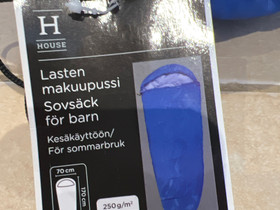 H
HOUSE
Lasten
makuupussi
Sovsäck
för barn
Kesäkäyttöön/
För sommarbruk
70 cm
170 cm
250 g/m²